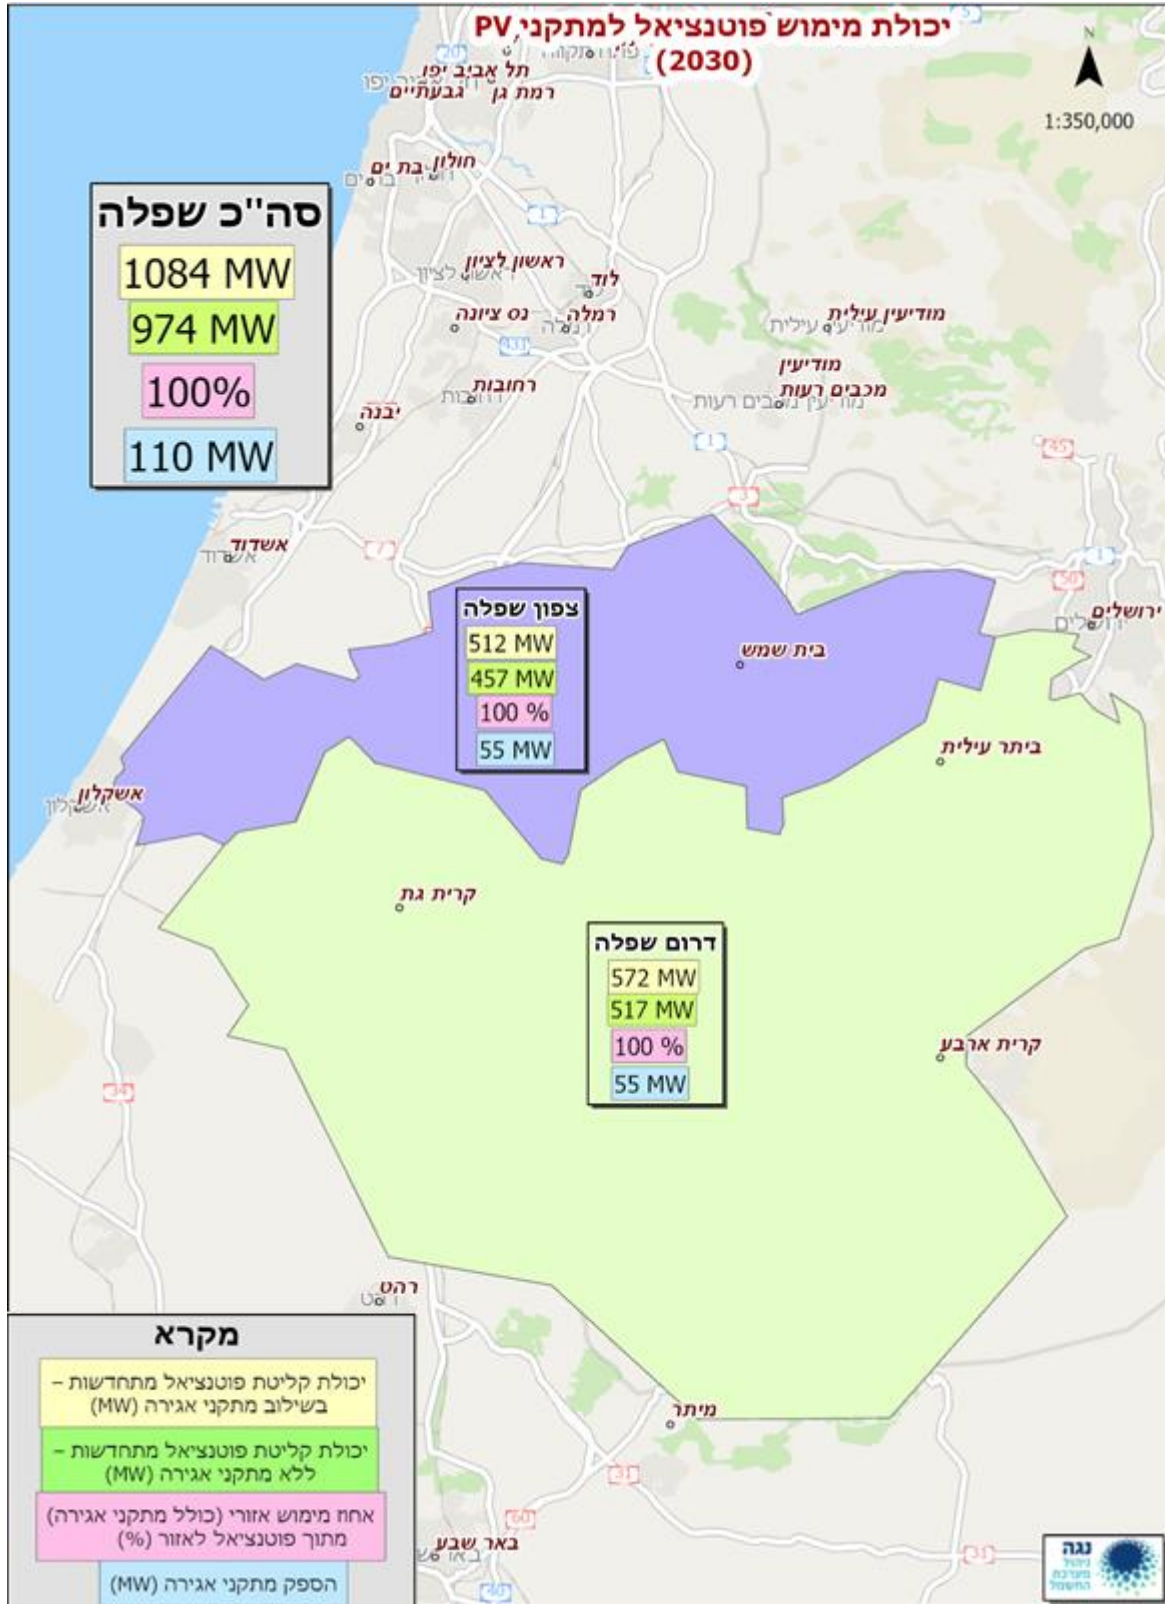 יכולת מימוש פוטנציאל למתקני PV
(2030)
N
1:350,000
תל אביב יפו
רמת גן
גבעתיים
חולון
בת ים
סה"כ שפלה
1084 MW
974 MW
100%
110 MW
ראשון לציון
לוד
נס ציונה
רמלה
מודיעין עילית
מודיעין
מכבים רעות
רחובות
יבנה
אשדוד
ירושלים
צפון שפלה
512 MW
457 MW
100 %
55 MW
בית שמש
ביתר עילית
אשקלון
קרית גת
דרום שפלה
572 MW
517 MW
100 %
55 MW
קרית ארבע
רהט
מיתר
באר שבע
מקרא
יכולת קליטת פוטנציאל מתחדשות –
בשילוב מתקני אגירה (MW)
יכולת קליטת פוטנציאל מתחדשות –
ללא מתקני אגירה (MW)
אחוז מימוש אזורי (כולל מתקני אגירה)
מתוך פוטנציאל לאזור (%)
הספק מתקני אגירה (MW)
נגה
ניהול
מערכת
החשמל